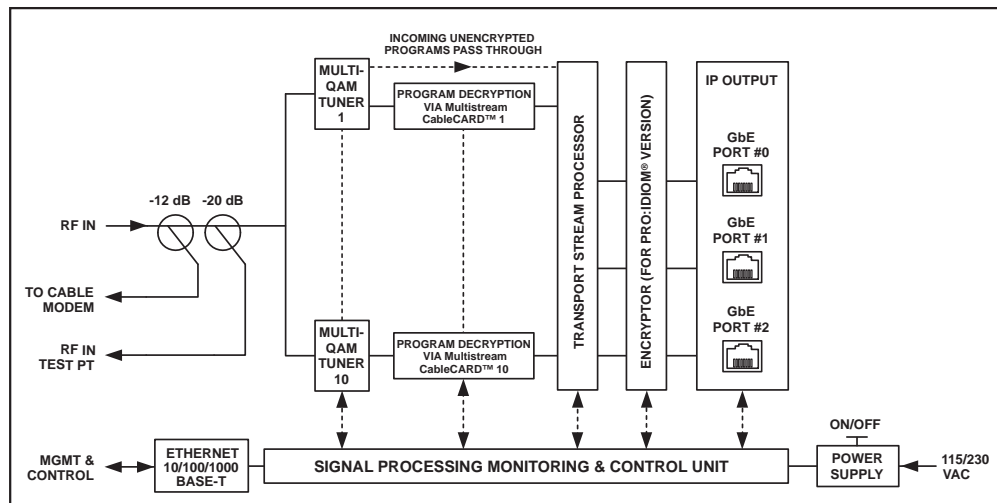 INCOMING UNENCRYPTED
PROGRAMS PASS THROUGH
MULTI-
QAM
TUNER
1
PROGRAM DECRYPTION
VIA Multistream
CableCARD™ 1
TRANSPORT STREAM PROCESSOR
ENCRYPTOR (FOR PRO:IDIOM® VERSION)
IP OUTPUT
GbE
PORT #0
GbE
PORT #1
GbE
PORT #2
-12 dB
-20 dB
RF IN
TO CABLE
MODEM
RF IN
TEST PT
MULTI-
QAM
TUNER
10
PROGRAM DECRYPTION
VIA Multistream
CableCARD™ 10
MGMT &
CONTROL
ETHERNET
10/100/1000
BASE-T
SIGNAL PROCESSING MONITORING & CONTROL UNIT
ON/OFF
POWER
SUPPLY
115/230
VAC